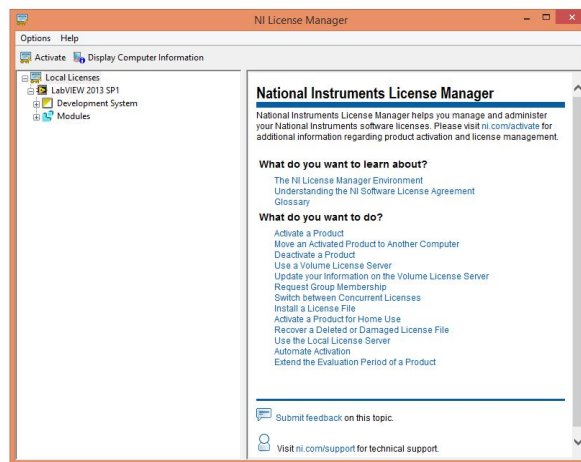 NI License Manager
Options Help
Activate Display Computer Information
Local Licenses
LabVIEW 2013 SP1
Development System
Modules
National Instruments License Manager
National Instruments License Manager helps you manage and administer
your National Instruments software licenses. Please visit ni.com/activate for
additional information regarding product activation and license management.
What do you want to learn about?
The NI License Manager Environment
Understanding the NI Software License Agreement
Glossary
What do you want to do?
Activate a Product
Move an Activated Product to Another Computer
Deactivate a Product
Use a Volume License Server
Update your Information on the Volume License Server
Request Group Membership
Switch between Concurrent Licenses
Install a License File
Activate a Product for Home Use
Recover a Deleted or Damaged License File
Use the Local License Server
Automate Activation
Extend the Evaluation Period of a Product
Submit feedback on this topic.
Visit ni.com/support for technical support.